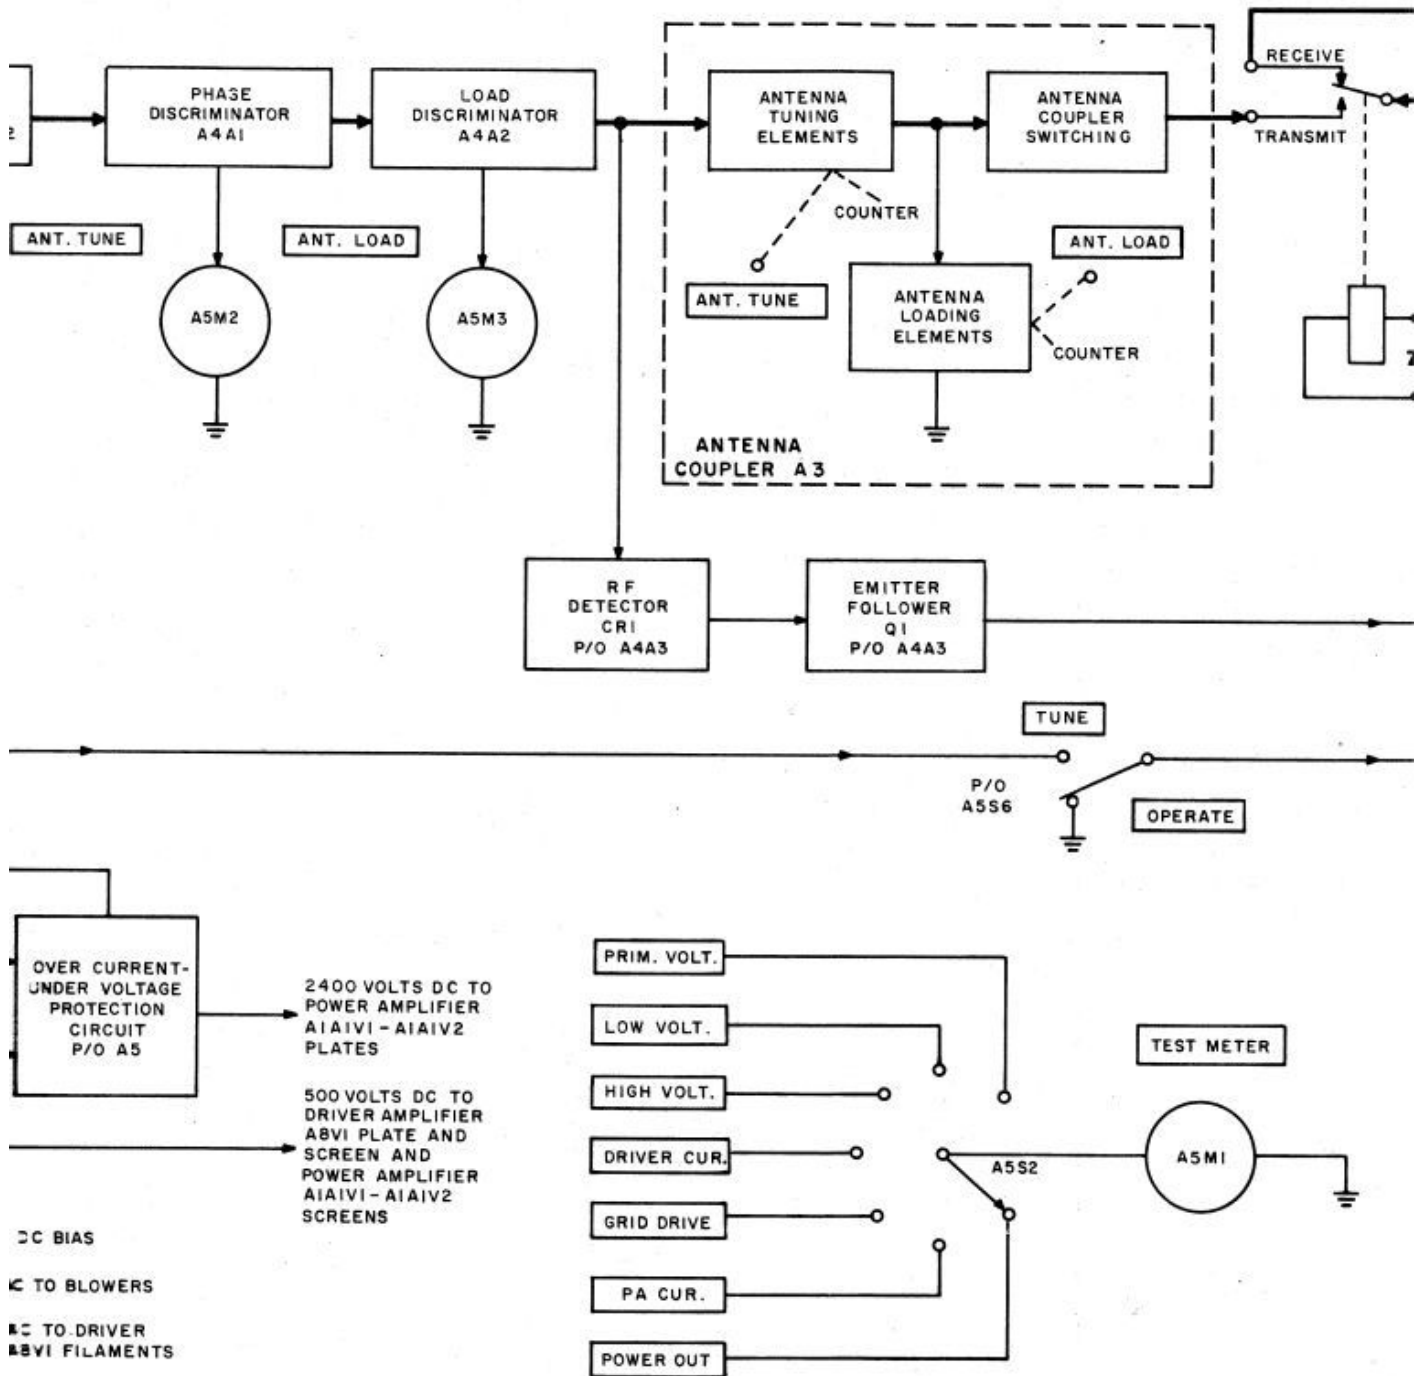 RECEIVE
TRANSMIT
PHASE
DISCRIMINATOR
A4A1
LOAD
DISCRIMINATOR
A4A2
ANTENNA
TUNING
ELEMENTS
ANTENNA
COUPLER
SWITCHING
COUNTER
ANT. TUNE
ANT. LOAD
ANT. LOAD
ANT. TUNE
A5M2
A5M3
ANTENNA
LOADING
ELEMENTS
COUNTER
ANTENNA
COUPLER A3
RF
DETECTOR
CR1
P/O A4A3
EMITTER
FOLLOWER
Q1
P/O A4A3
TUNE
P/O
A5S6
OPERATE
OVER CURRENT-
UNDER VOLTAGE
PROTECTION
CIRCUIT
P/O A5
2400 VOLTS DC TO
POWER AMPLIFIER
A1A1V1-A1A1V2
PLATES
500 VOLTS DC TO
DRIVER AMPLIFIER
A8V1 PLATE AND
SCREEN AND
POWER AMPLIFIER
A1A1V1-A1A1V2
SCREENS
DC BIAS
TO BLOWERS
TO DRIVER
A8V1 FILAMENTS
PRIM. VOLT.
LOW VOLT.
HIGH VOLT.
DRIVER CUR.
GRID DRIVE
PA CUR.
POWER OUT
A5S2
TEST METER
A5M1